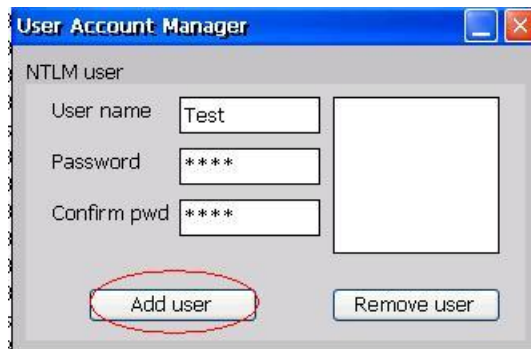 User Account Manager
NTLM user
User name Test
Password ****
Confirm pwd ****
Add user Remove user